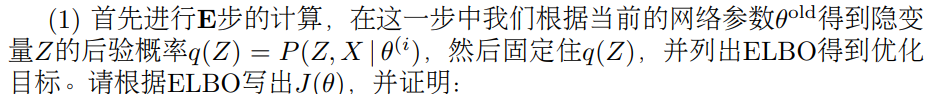 (1) 首先进行E步的计算，在这一步中我们根据当前的网络参数θ^old得到隐变
量Z的后验概率q(Z) = P(Z, X | θ^(i))，然后固定住q(Z)，并列出ELBO得到优化
目标。请根据ELBO写出J(θ)，并证明：